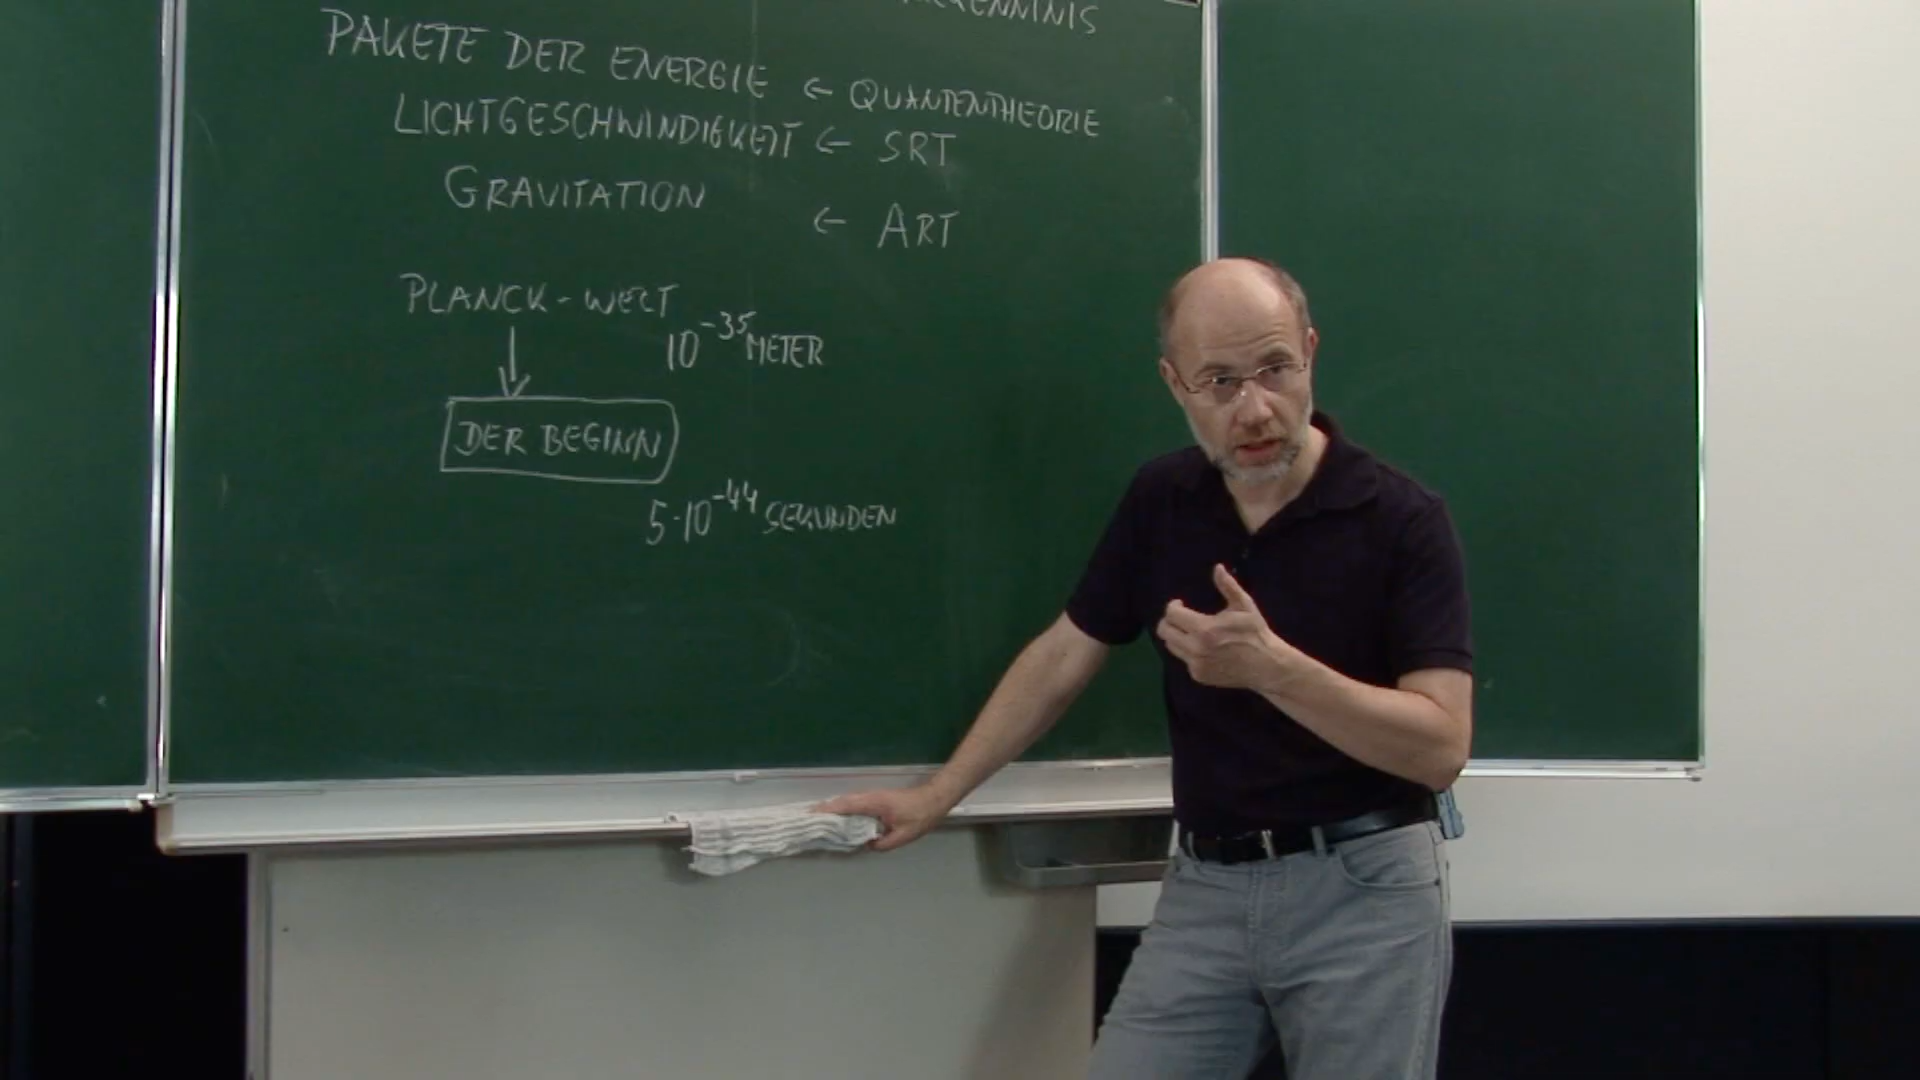 PAKETE DER ENERGIE ← QUANTENTHEORIE
LICHTGESCHWINDIGKEIT ← SRT
GRAVITATION ← ART
PLANCK-WELT
10⁻³⁵ METER
DER BEGINN
5·10⁻⁴⁴ SEKUNDEN